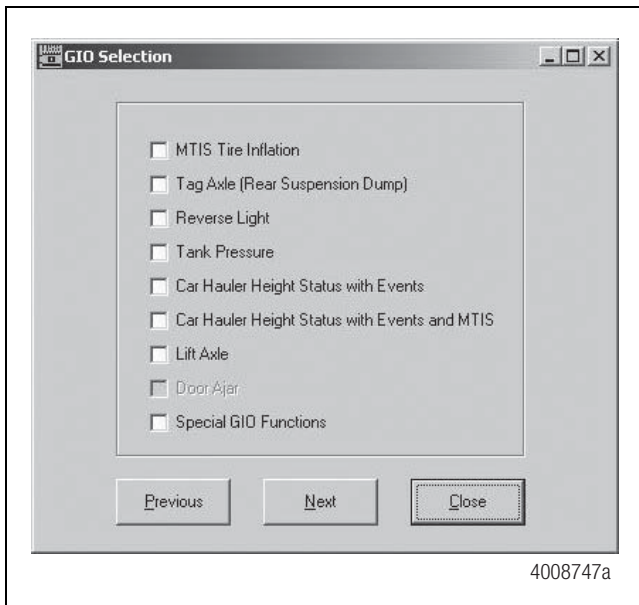 GIO Selection
MTIS Tire Inflation
Tag Axle (Rear Suspension Dump)
Reverse Light
Tank Pressure
Car Hauler Height Status with Events
Car Hauler Height Status with Events and MTIS
Lift Axle
Door Ajar
Special GIO Functions
Previous Next Close
4008747a